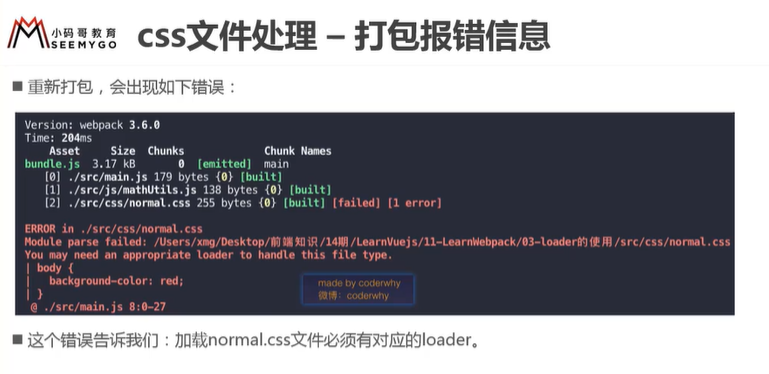 小码哥教育
SEEMYGO
css文件处理 – 打包报错信息
■ 重新打包，会出现如下错误：
Version: webpack 3.6.0
Time: 204ms
Asset Size Chunks Chunk Names
bundle.js 3.17 kB 0 [emitted] main
[0] ./src/main.js 179 bytes {0} [built]
[1] ./src/js/mathUtils.js 138 bytes {0} [built]
[2] ./src/css/normal.css 255 bytes {0} [built] [failed] [1 error]
ERROR in ./src/css/normal.css
Module parse failed: /Users/xmg/Desktop/前端知识/14期/LearnVuejs/11-LearnWebpack/03-loader的使用/src/css/normal.css
You may need an appropriate loader to handle this file type.
| body {
|   background-color: red;
| }
@ ./src/main.js 8:0-27
made by coderwhy
微博：coderwhy
■ 这个错误告诉我们：加载normal.css文件必须有对应的loader。